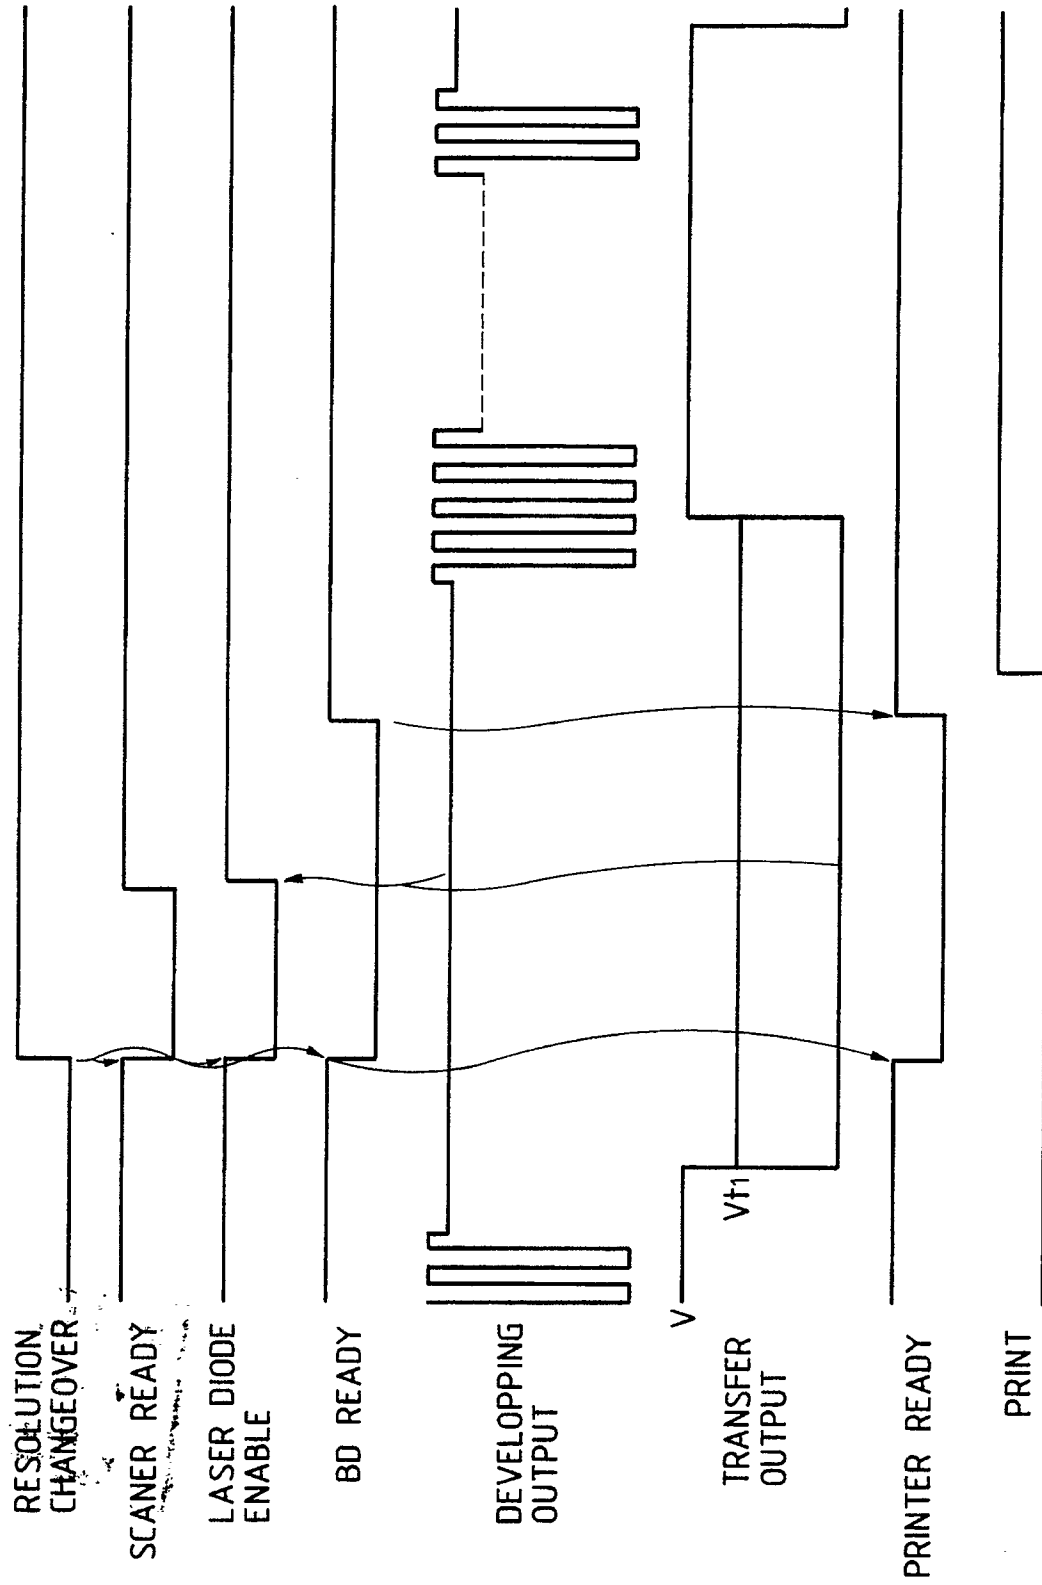 RESOLUTION
CHANGEOVER
SCANER READY
LASER DIODE
ENABLE
BD READY
DEVELOPPING
OUTPUT
V
Vt1
TRANSFER
OUTPUT
PRINTER READY
PRINT